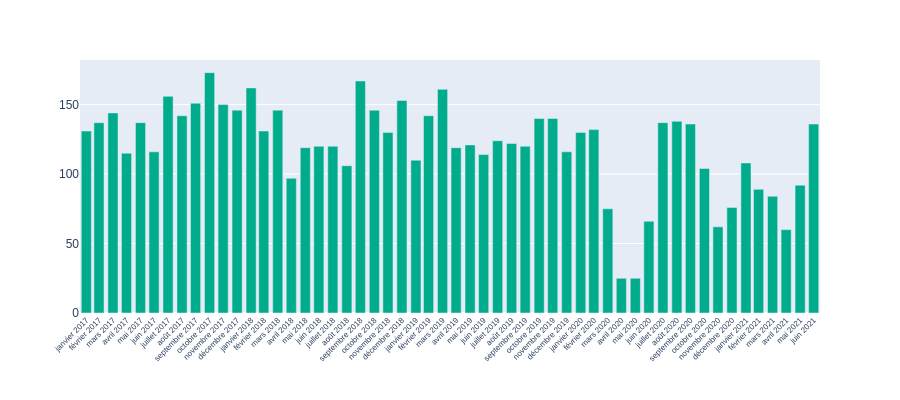 150
100
50
0
janvier 2017
février 2017
mars 2017
avril 2017
mai 2017
juin 2017
juillet 2017
août 2017
septembre 2017
octobre 2017
novembre 2017
décembre 2017
janvier 2018
février 2018
mars 2018
avril 2018
mai 2018
juin 2018
juillet 2018
août 2018
septembre 2018
octobre 2018
novembre 2018
décembre 2018
janvier 2019
février 2019
mars 2019
avril 2019
mai 2019
juin 2019
juillet 2019
août 2019
septembre 2019
octobre 2019
novembre 2019
décembre 2019
janvier 2020
février 2020
mars 2020
avril 2020
mai 2020
juin 2020
juillet 2020
août 2020
septembre 2020
octobre 2020
novembre 2020
décembre 2020
janvier 2021
février 2021
mars 2021
avril 2021
mai 2021
juin 2021